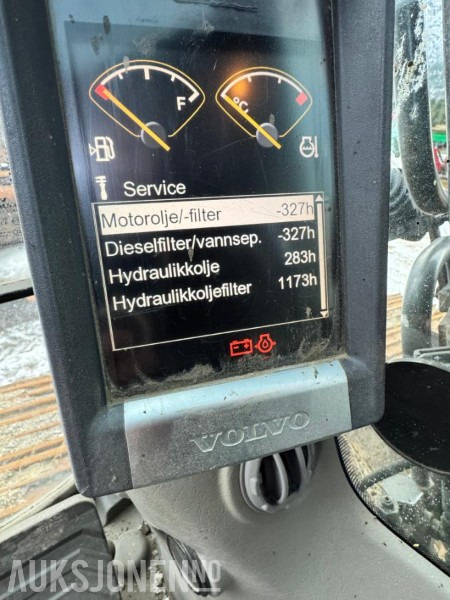 F
°C
Service
Motorolje/-filter -327h
Dieselfilter/vannsep. -327h
Hydraulikkolje 283h
Hydraulikkoljefilter 1173h
VOLVO
AUKSJONEN.NO